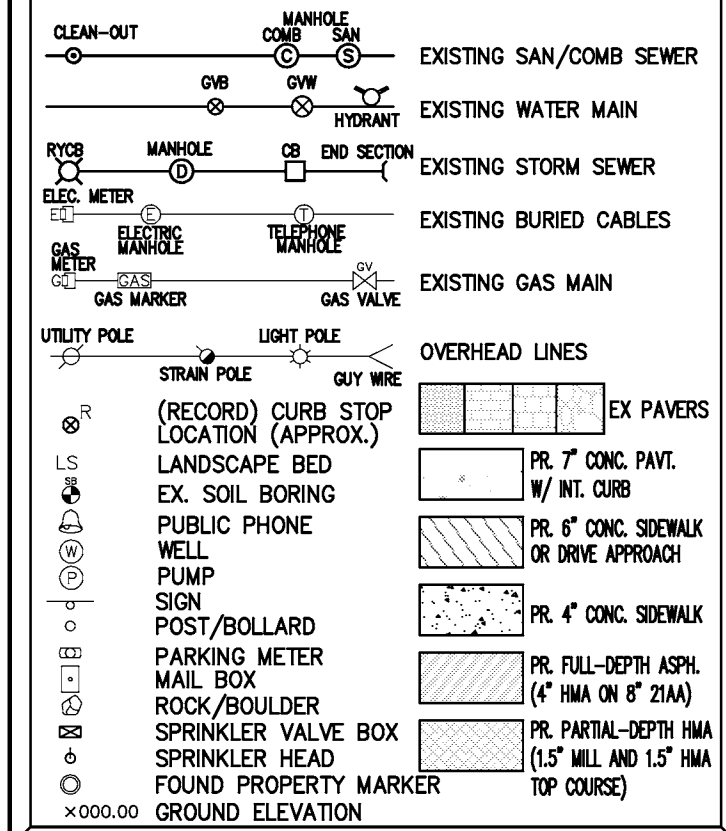 MANHOLE
CLEAN-OUT COMB SAN
C S EXISTING SAN/COMB SEWER
GVB GVW
HYDRANT EXISTING WATER MAIN
RYCB MANHOLE CB END SECTION
D EXISTING STORM SEWER
ELEC. METER
E E T EXISTING BURIED CABLES
ELECTRIC MANHOLE TELEPHONE MANHOLE
GAS METER
G GAS GV EXISTING GAS MAIN
GAS MARKER GAS VALVE
UTILITY POLE LIGHT POLE
OVERHEAD LINES
STRAIN POLE GUY WIRE
R (RECORD) CURB STOP
LOCATION (APPROX.)
LS LANDSCAPE BED
SB EX. SOIL BORING
PUBLIC PHONE
W WELL
P PUMP
SIGN
POST/BOLLARD
PARKING METER
MAIL BOX
ROCK/BOULDER
SPRINKLER VALVE BOX
SPRINKLER HEAD
FOUND PROPERTY MARKER
×000.00 GROUND ELEVATION
EX PAVERS
PR. 7" CONC. PAVT.
W/ INT. CURB
PR. 6" CONC. SIDEWALK
OR DRIVE APPROACH
PR. 4" CONC. SIDEWALK
PR. FULL-DEPTH ASPH.
(4" HMA ON 8" 21AA)
PR. PARTIAL-DEPTH HMA
(1.5" MILL AND 1.5" HMA
TOP COURSE)